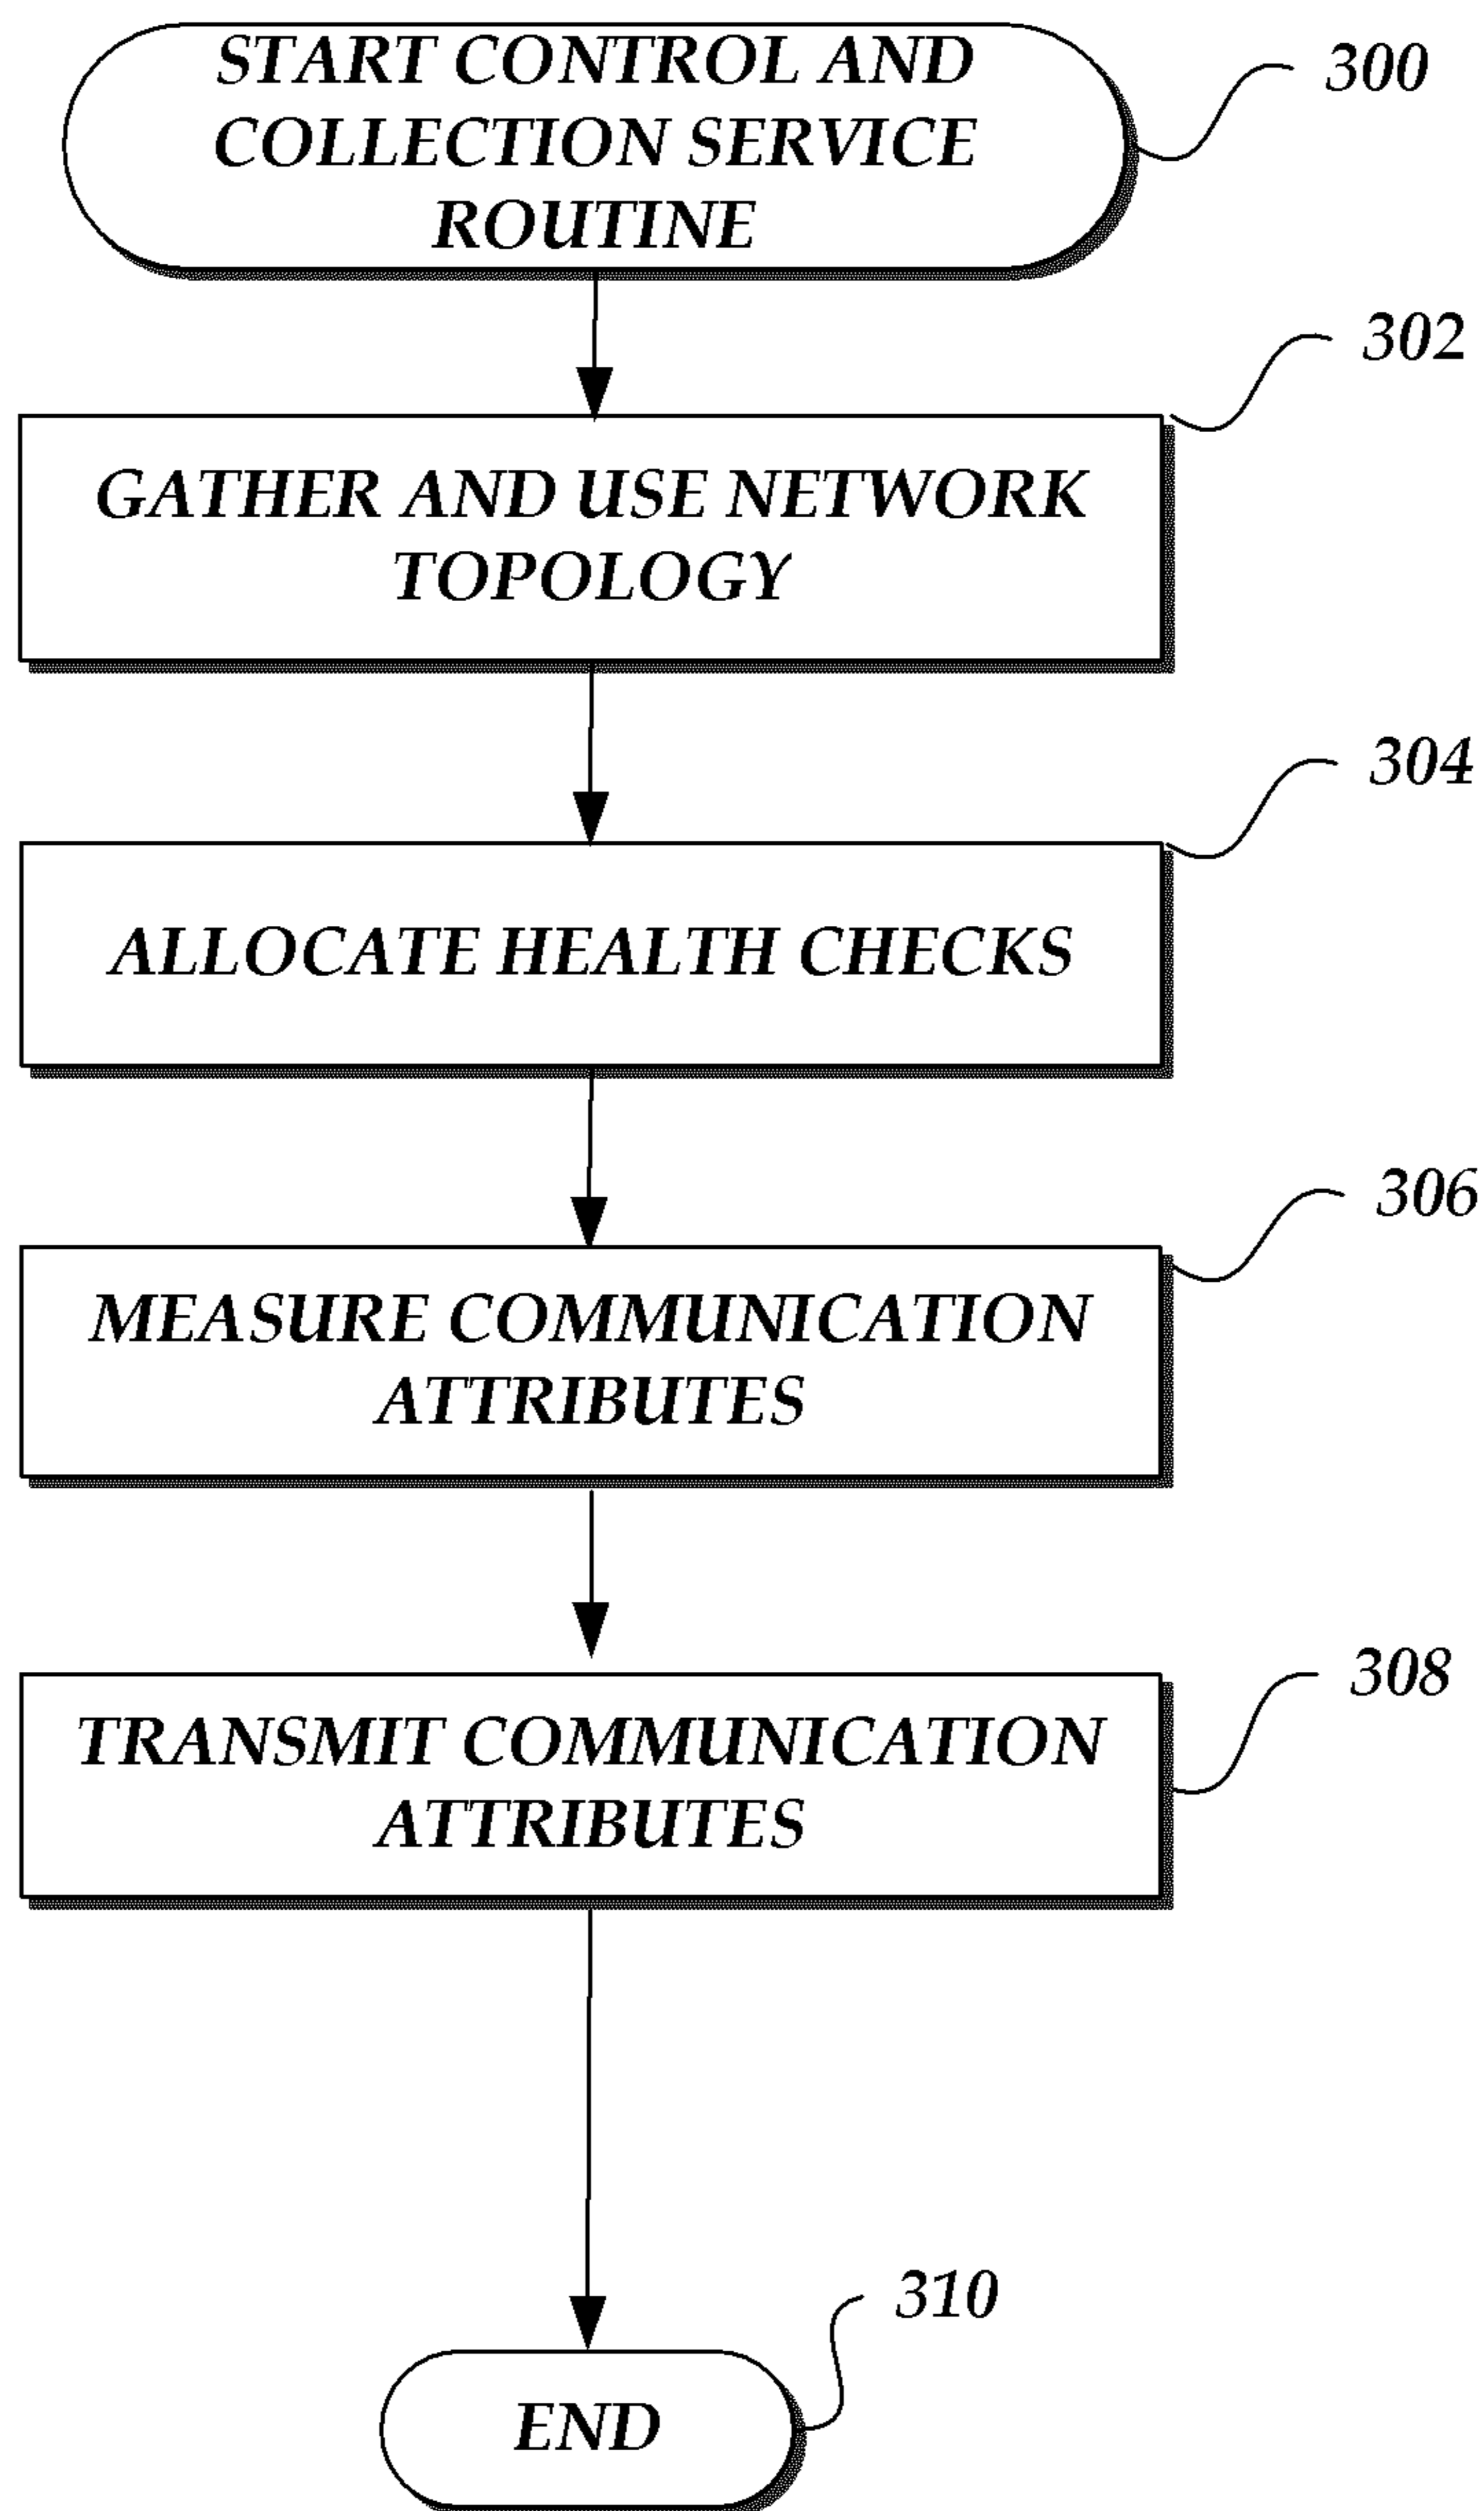 START CONTROL AND
COLLECTION SERVICE
ROUTINE
300
302
GATHER AND USE NETWORK
TOPOLOGY
304
ALLOCATE HEALTH CHECKS
306
MEASURE COMMUNICATION
ATTRIBUTES
308
TRANSMIT COMMUNICATION
ATTRIBUTES
310
END